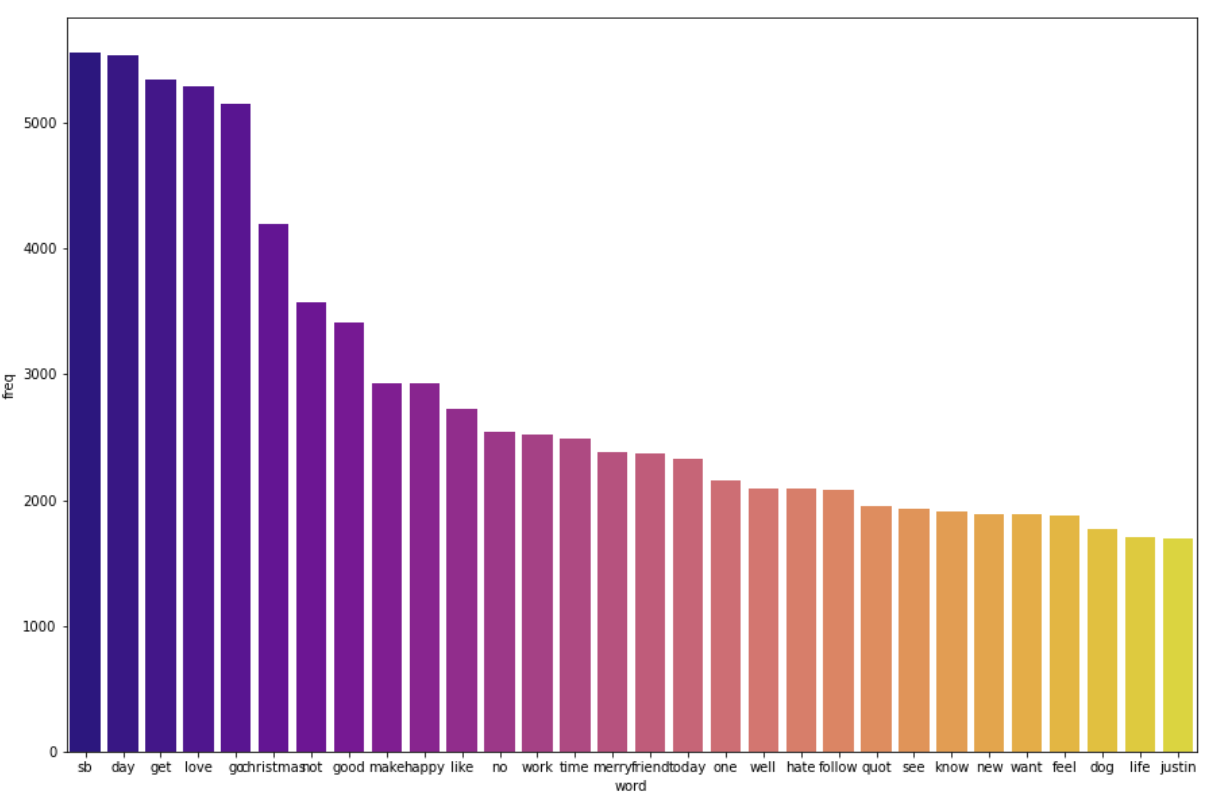 5000
4000
3000
2000
1000
0
freq
sb day get love go christmas not good make happy like no work time merry friend today one well hate follow quot see know new want feel dog life justin
word